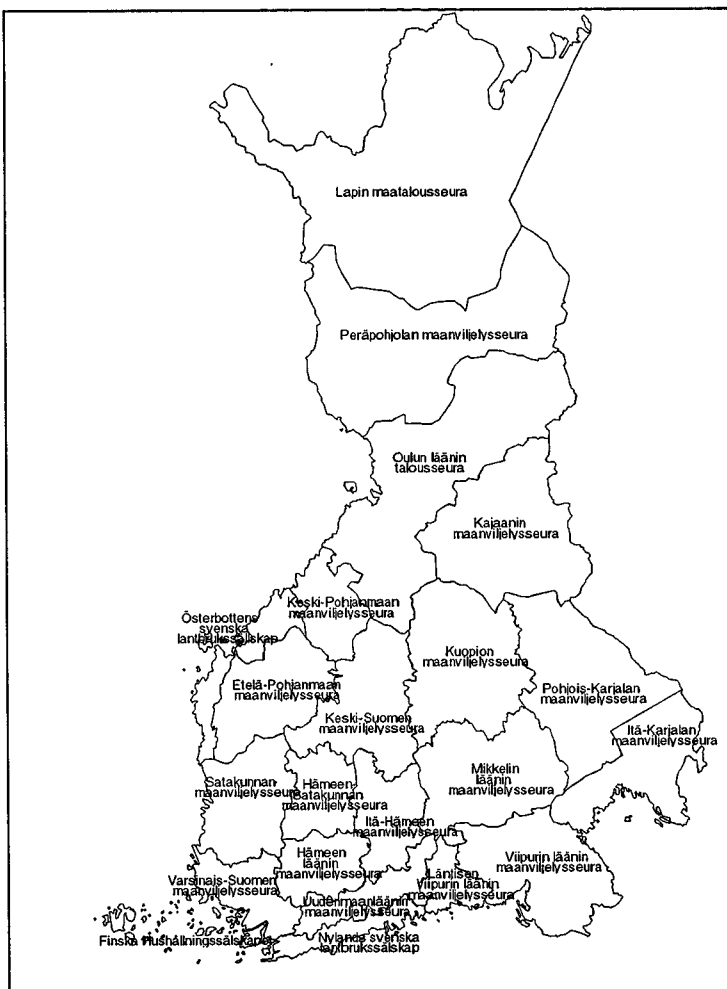 Lapin maatalousseura
Peräpohjolan maanviljelysseura
Oulun läänin
talousseura
Kajaanin
maanviljelysseura
Keski-Pohjanmaan
maanviljelysseura
Österbottens
svenska
lantbrukssällskap
Kuopion
maanviljelysseura
Etelä-Pohjanmaan
maanviljelysseura
Pohjois-Karjalan
maanviljelysseura
Keski-Suomen
maanviljelysseura
Itä-Karjalan
maanviljelysseura
Satakunnan
maanviljelysseura
Hämeen
Satakunnan
maanviljelysseura
Mikkelin
läänin
maanviljelysseura
Itä-Hämeen
maanviljelysseura
Hämeen
läänin
maanviljelysseura
Viipurin läänin
maanviljelysseura
Varsinais-Suomen
maanviljelysseura
Läntisen
Viipurin läänin
maanviljelysseura
Uudenmaanläänin
maanviljelysseura
Finska Hushållningssälskapet
Nylands svenska
lantbrukssälskap